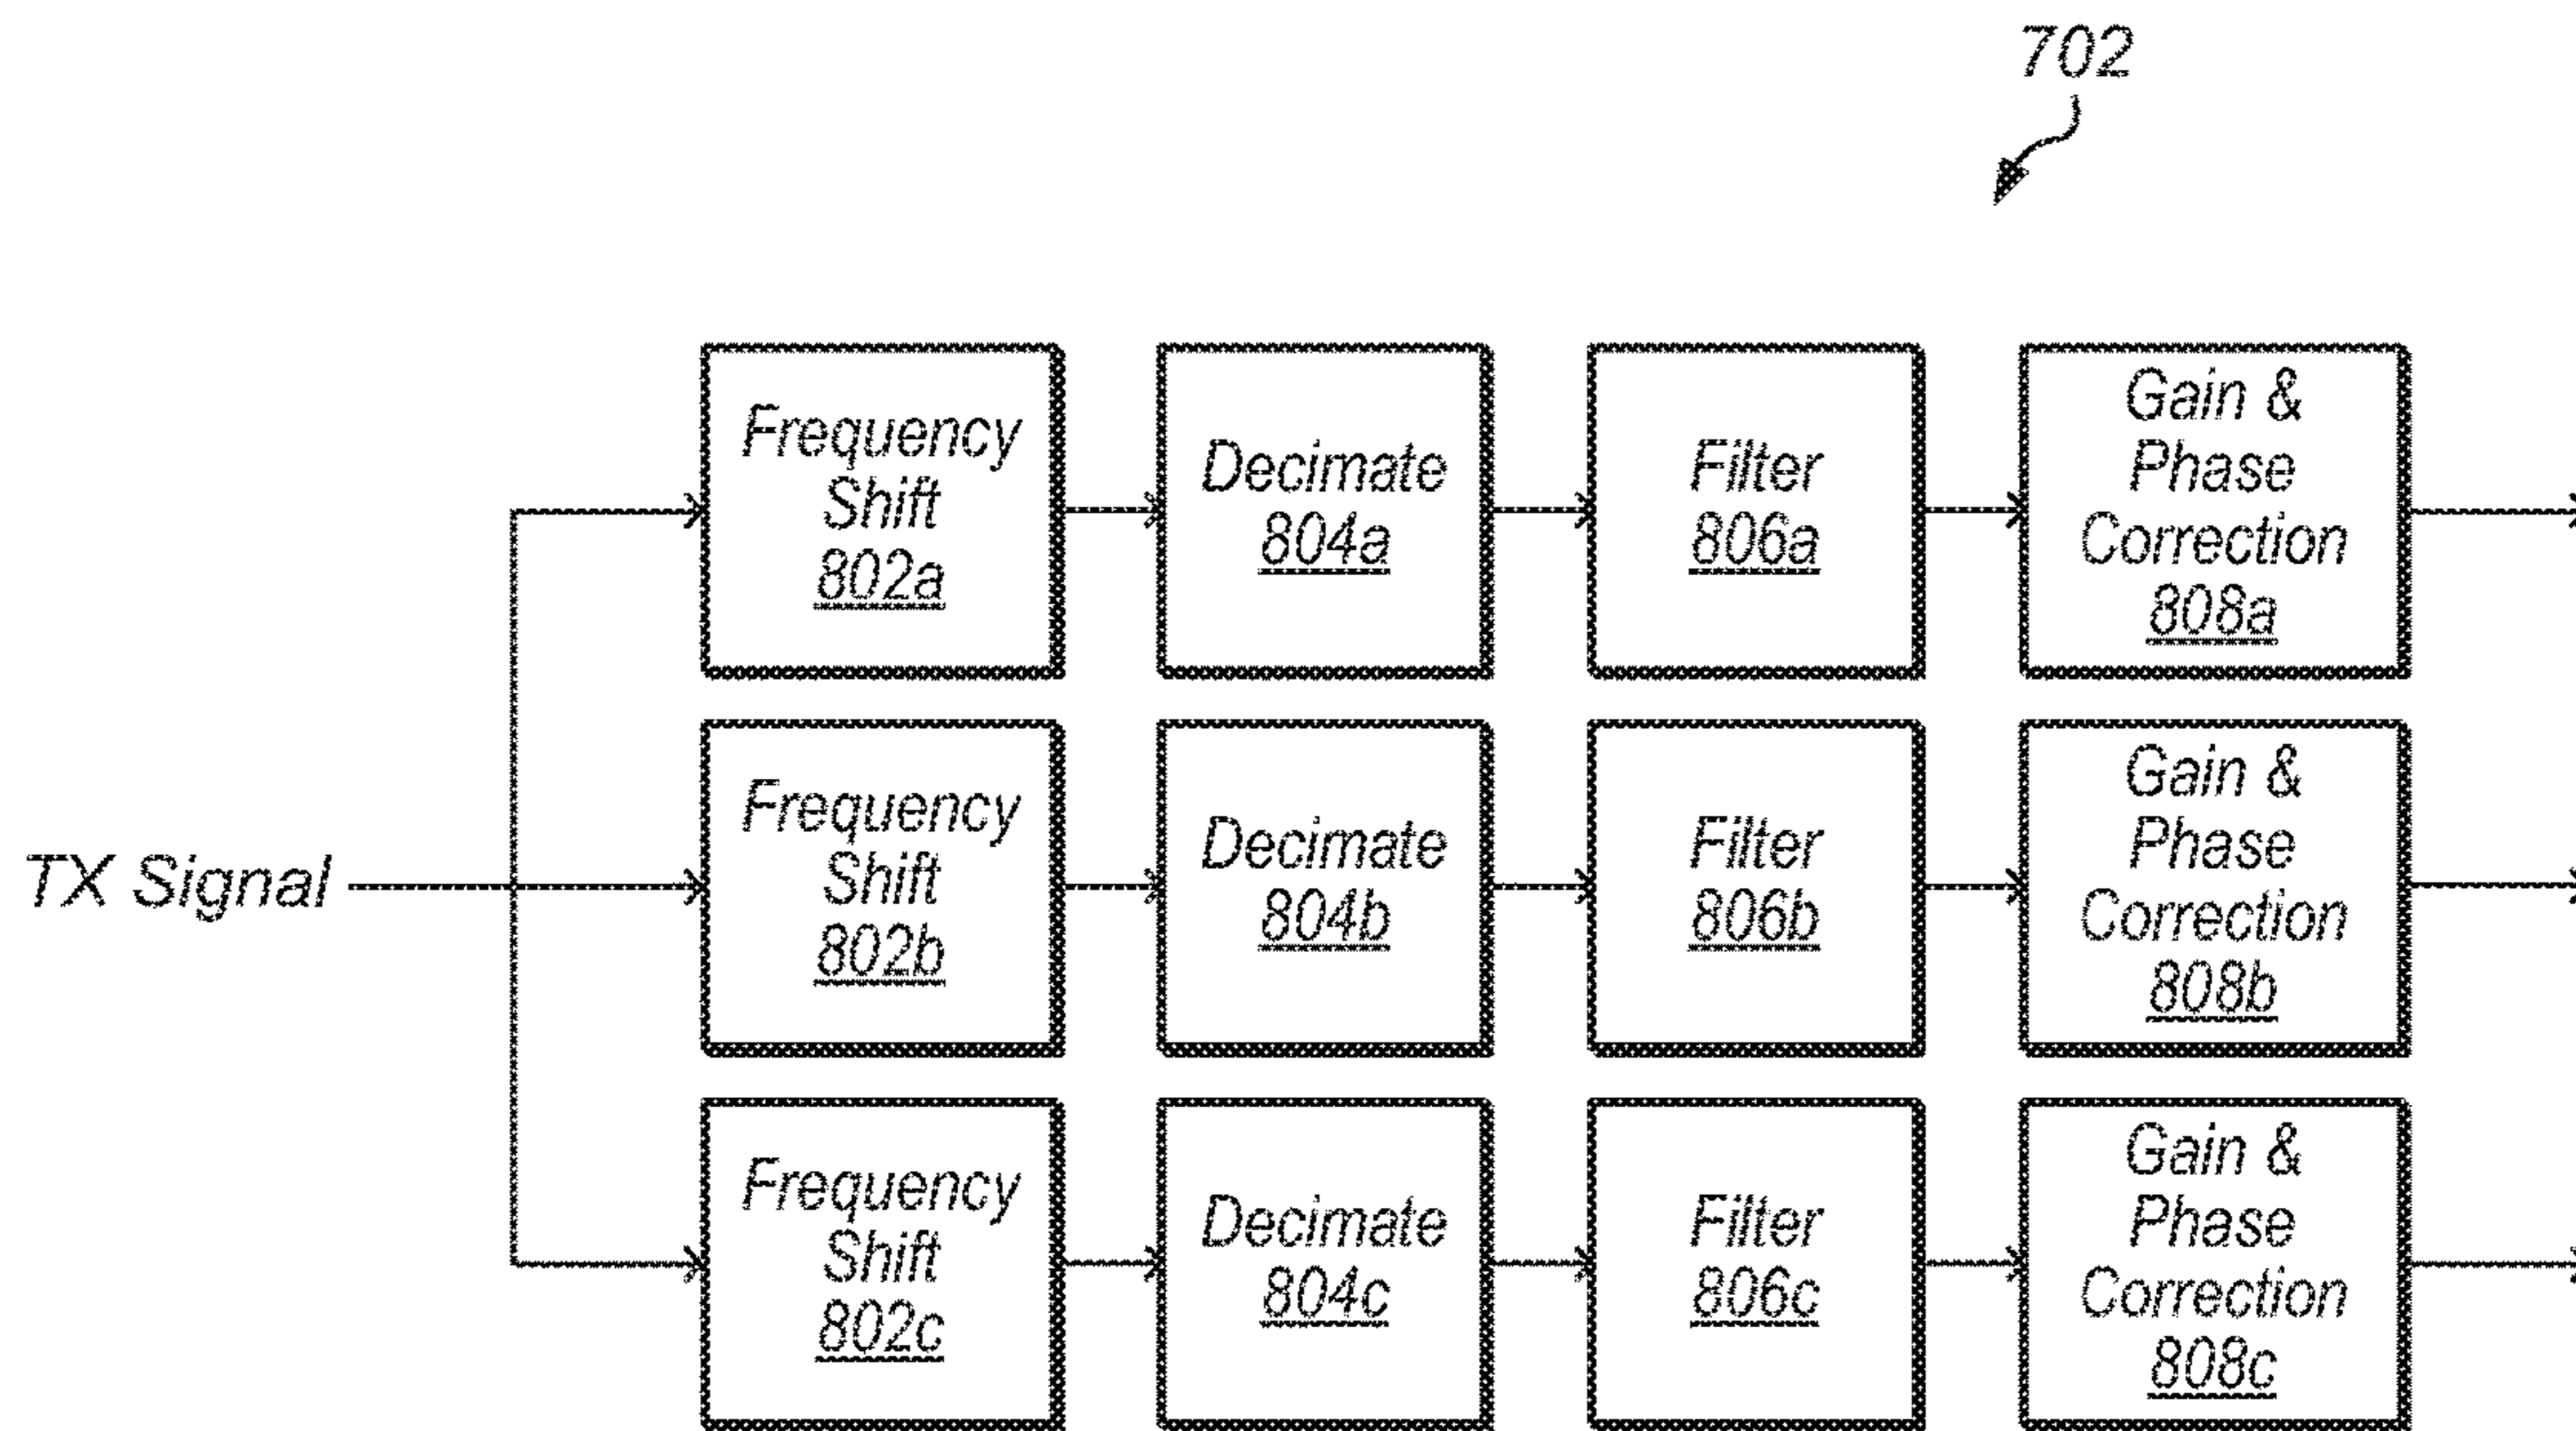 702
Frequency
Shift
802a
Decimate
804a
Filter
806a
Gain &
Phase
Correction
808a
TX Signal
Frequency
Shift
802b
Decimate
804b
Filter
806b
Gain &
Phase
Correction
808b
Frequency
Shift
802c
Decimate
804c
Filter
806c
Gain &
Phase
Correction
808c